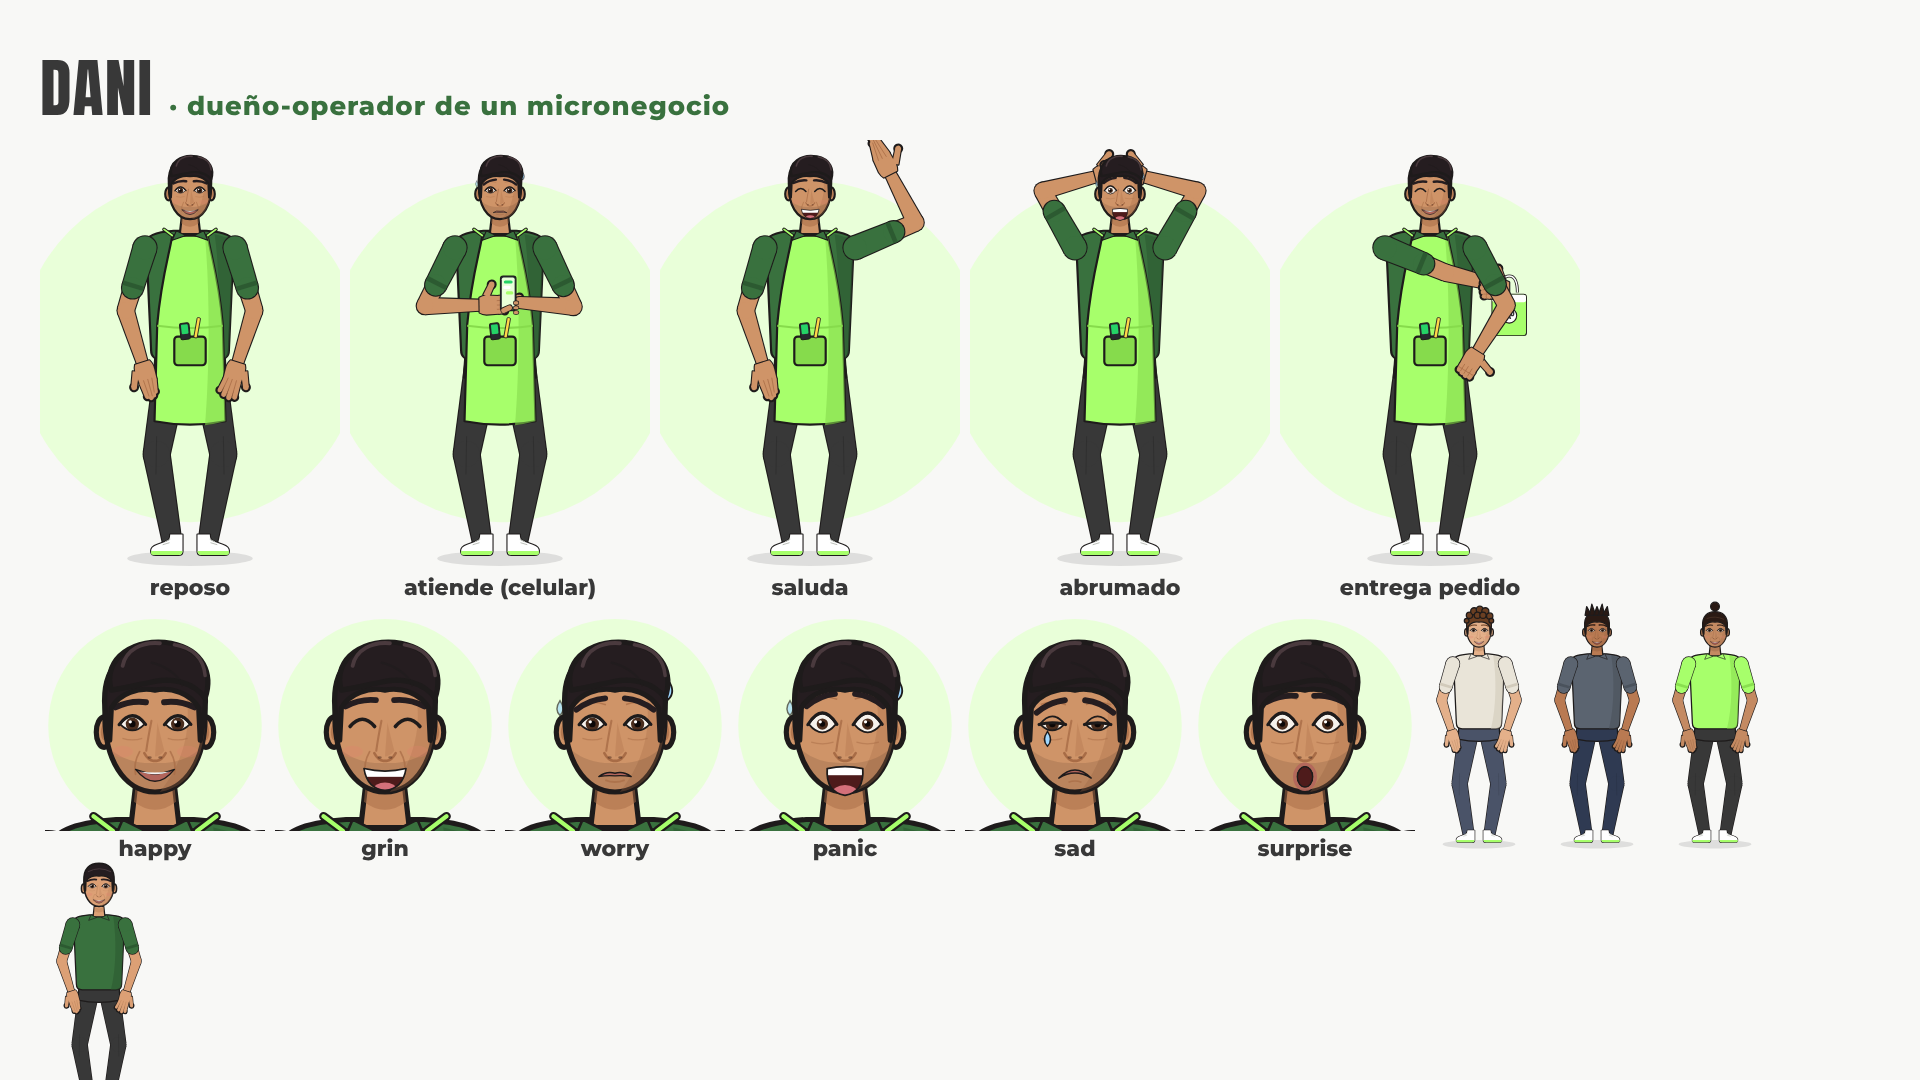 DANI · dueño-operador de un micronegocio
reposo
atiende (celular)
saluda
abrumado
entrega pedido
happy
grin
worry
panic
sad
surprise